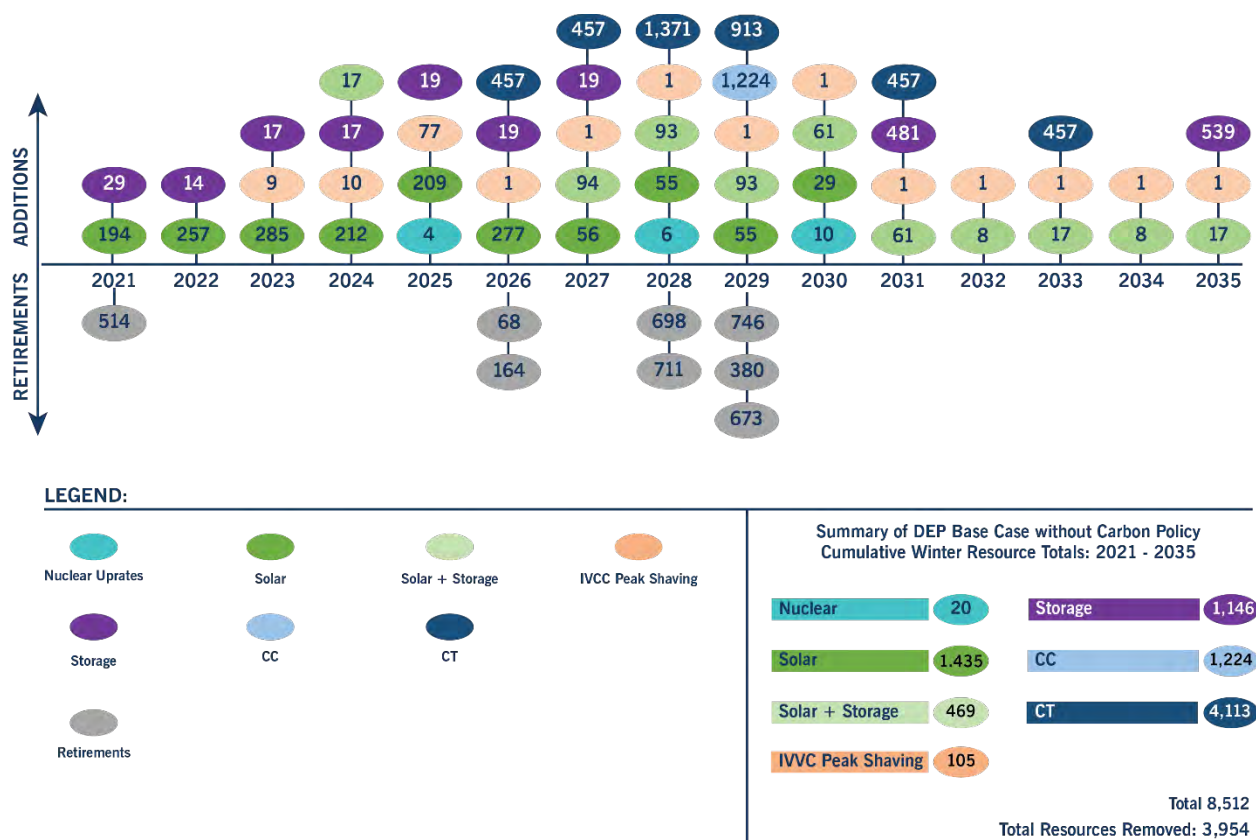 457 1,371 913
17 19 457 19 1 1,224 1 457
17 17 77 19 1 93 1 61 481 457 539
29 14 9 10 209 1 94 55 93 29 1 1 1 1 1
194 257 285 212 4 277 56 6 55 10 61 8 17 8 17
ADDITIONS
2021 2022 2023 2024 2025 2026 2027 2028 2029 2030 2031 2032 2033 2034 2035
RETIREMENTS
514 68 698 746
164 711 380
673
LEGEND:
Nuclear Uprates Solar Solar + Storage IVCC Peak Shaving
Storage CC CT
Retirements
Summary of DEP Base Case without Carbon Policy
Cumulative Winter Resource Totals: 2021 - 2035
Nuclear 20 Storage 1,146
Solar 1.435 CC 1,224
Solar + Storage 469 CT 4,113
IVVC Peak Shaving 105
Total 8,512
Total Resources Removed: 3,954